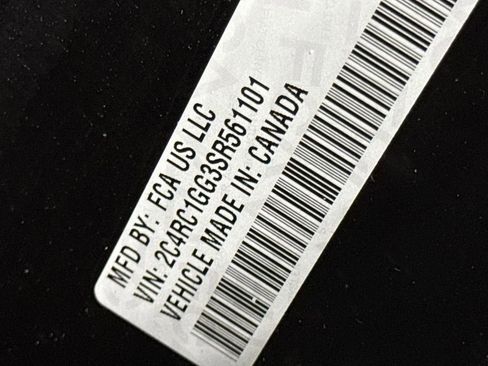 MFD BY: FCA US LLC
VIN: 2C4RC1GG3SR561101
VEHICLE MADE IN: CANADA